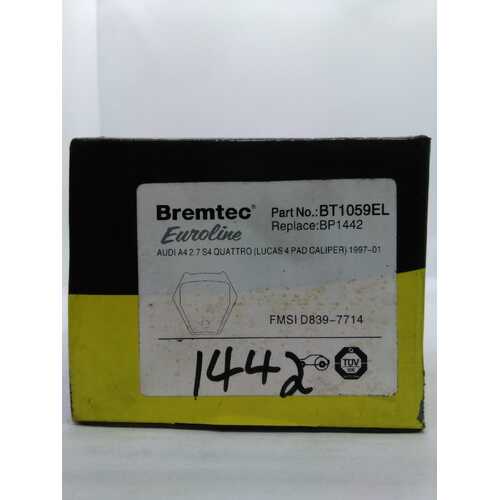 Bremtec® Part No.:BT1059EL
Euroline Replace:BP1442
AUDI A4 2.7 S4 QUATTRO (LUCAS 4 PAD CALIPER) 1997-01
FMSI D839-7714
1442
TÜV